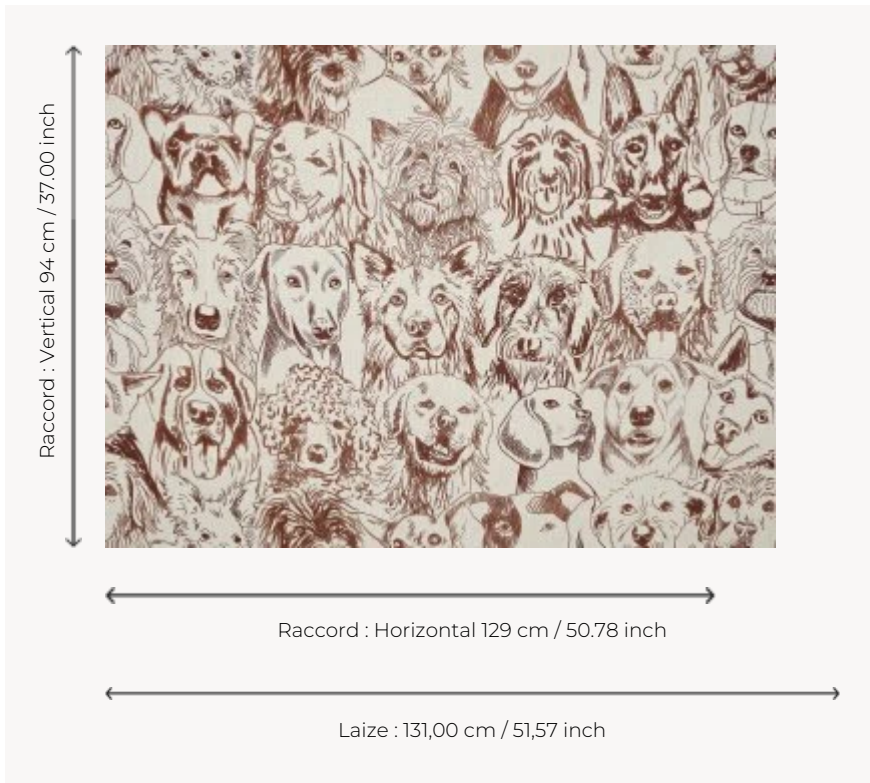 Raccord : Vertical 94 cm / 37.00 inch
Raccord : Horizontal 129 cm / 50.78 inch
Laize : 131,00 cm / 51,57 inch